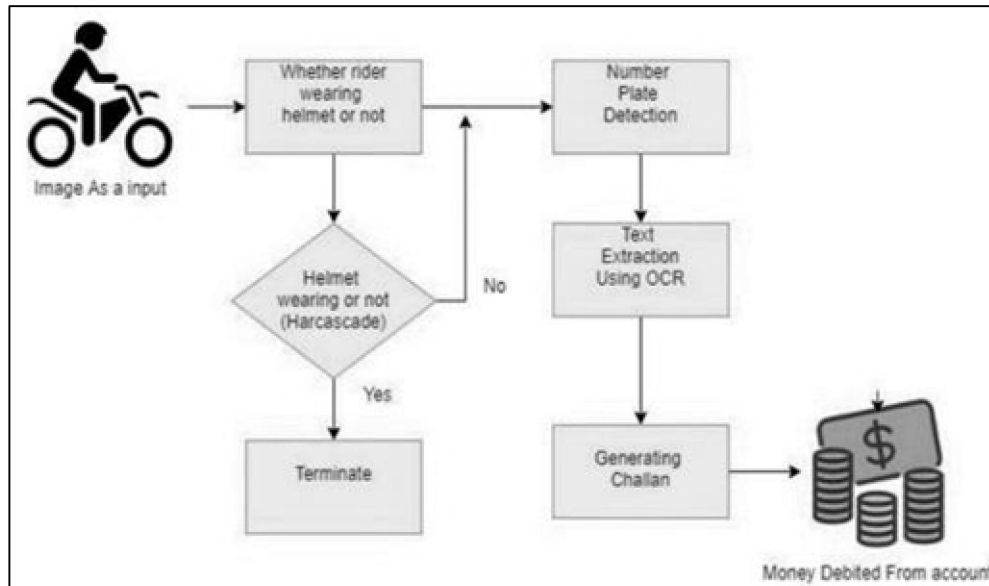 Whether rider
wearing
helmet or not
Number
Plate
Detection
Image As a input
Text
Extraction
Using OCR
Helmet
wearing or not
(Harcascade)
No
Yes
Terminate
Generating
Challan
$
Money Debited From account